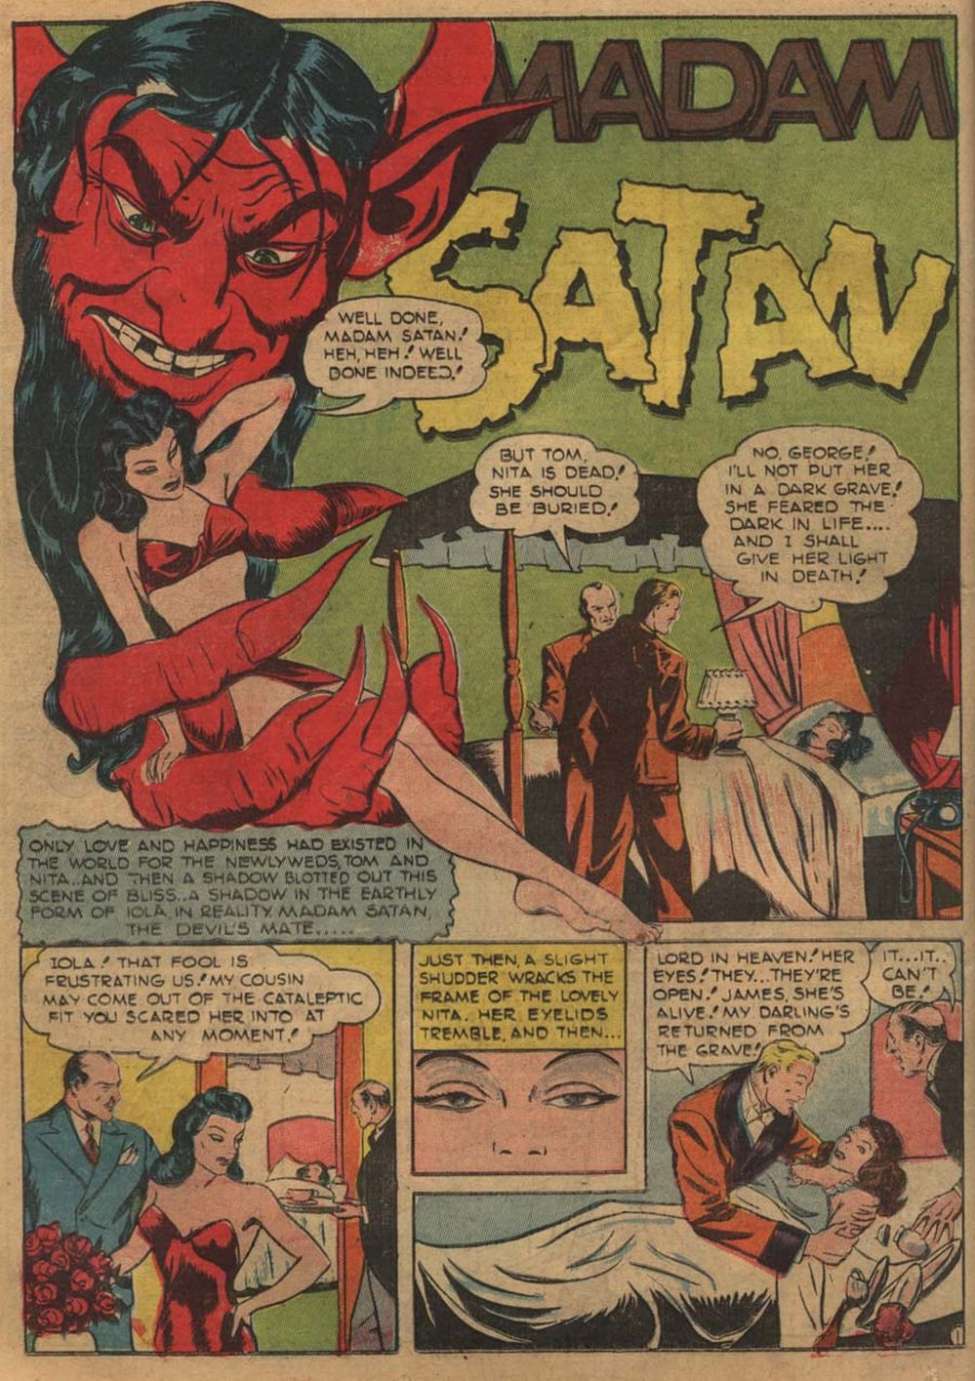 MADAM
SATAN
WELL DONE,
MADAM SATAN!
HEH, HEH! WELL
DONE INDEED!
BUT TOM,
NITA IS DEAD!
SHE SHOULD
BE BURIED!
NO, GEORGE!
I'LL NOT PUT HER
IN A DARK GRAVE!
SHE FEARED THE
DARK IN LIFE....
AND I SHALL
GIVE HER LIGHT
IN DEATH!
ONLY LOVE AND HAPPINESS HAD EXISTED IN
THE WORLD FOR THE NEWLYWEDS, TOM AND
NITA..AND THEN A SHADOW BLOTTED OUT THIS
SCENE OF BLISS..A SHADOW IN THE EARTHLY
FORM OF IOLA, IN REALITY, MADAM SATAN,
THE DEVIL'S MATE.....
IOLA! THAT FOOL IS
FRUSTRATING US! MY COUSIN
MAY COME OUT OF THE CATALEPTIC
FIT YOU SCARED HER INTO AT
ANY MOMENT!
JUST THEN, A SLIGHT
SHUDDER WRACKS THE
FRAME OF THE LOVELY
NITA. HER EYELIDS
TREMBLE, AND THEN...
LORD IN HEAVEN! HER
EYES! THEY...THEY'RE
OPEN! JAMES, SHE'S
ALIVE! MY DARLING'S
RETURNED FROM
THE GRAVE!
IT...IT..
CAN'T
BE!
1